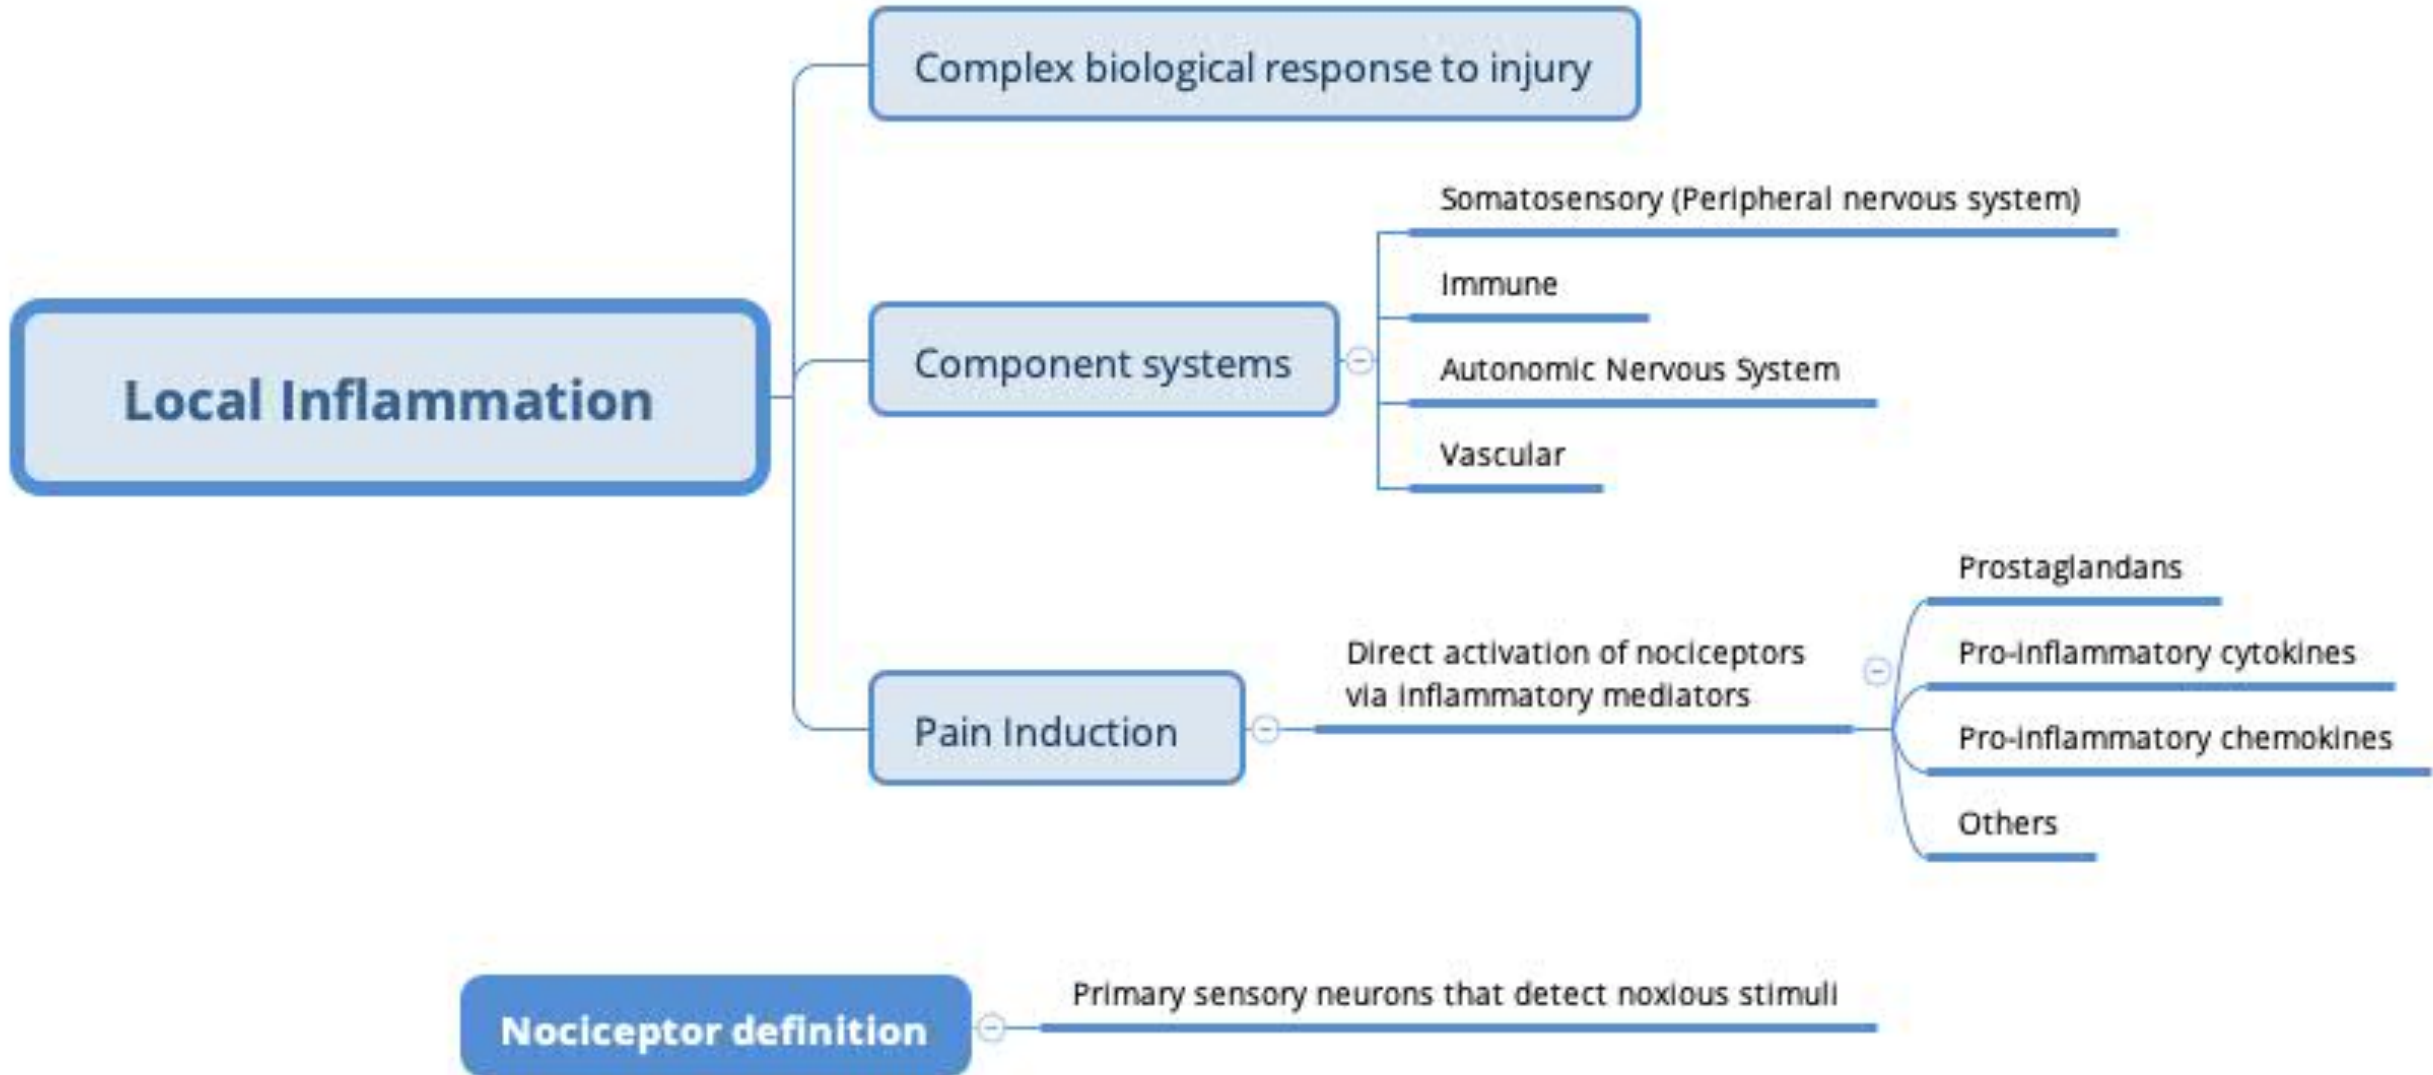 Complex biological response to injury
Somatosensory (Peripheral nervous system)
Immune
Local Inflammation
Component systems
Autonomic Nervous System
Vascular
Prostaglandans
Direct activation of nociceptors
via inflammatory mediators
Pro-inflammatory cytokines
Pain Induction
Pro-inflammatory chemokines
Others
Nociceptor definition
Primary sensory neurons that detect noxious stimuli